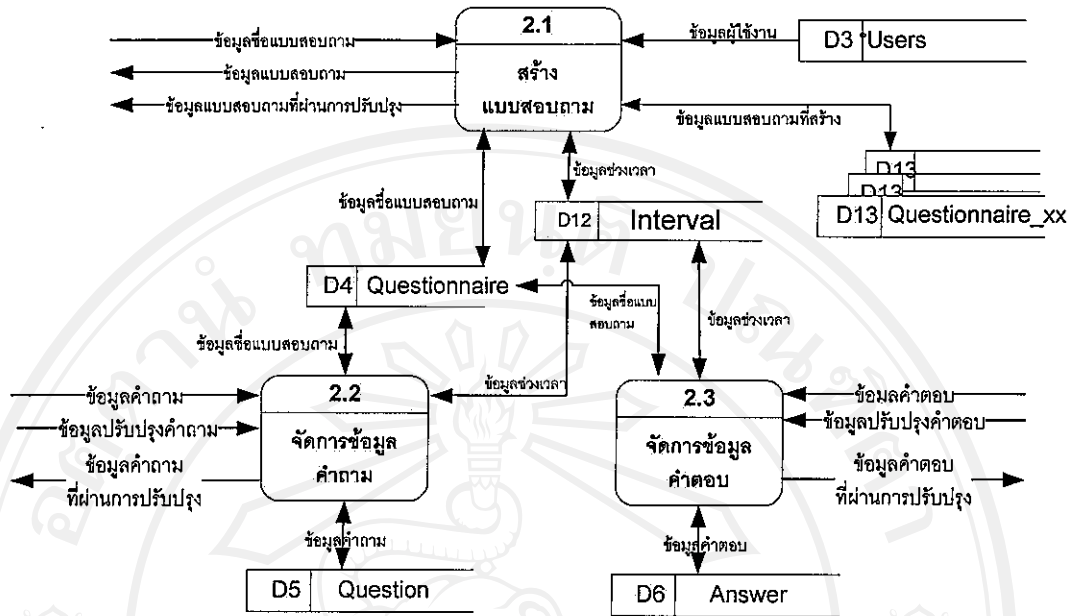 2.1
สร้าง
แบบสอบถาม
ข้อมูลชื่อแบบสอบถาม
ข้อมูลแบบสอบถาม
ข้อมูลแบบสอบถามที่ผ่านการปรับปรุง
ข้อมูลผู้ใช้งาน
D3 Users
ข้อมูลแบบสอบถามที่สร้าง
D13
D13
D13 Questionnaire_xx
ข้อมูลช่วงเวลา
ข้อมูลชื่อแบบสอบถาม
D12 Interval
D4 Questionnaire
ข้อมูลชื่อแบบ
สอบถาม
ข้อมูลช่วงเวลา
ข้อมูลชื่อแบบสอบถาม
ข้อมูลช่วงเวลา
2.2
จัดการข้อมูล
คำถาม
ข้อมูลคำถาม
ข้อมูลปรับปรุงคำถาม
ข้อมูลคำถาม
ที่ผ่านการปรับปรุง
2.3
จัดการข้อมูล
คำตอบ
ข้อมูลคำตอบ
ข้อมูลปรับปรุงคำตอบ
ข้อมูลคำตอบ
ที่ผ่านการปรับปรุง
ข้อมูลคำถาม
ข้อมูลคำตอบ
D5 Question
D6 Answer